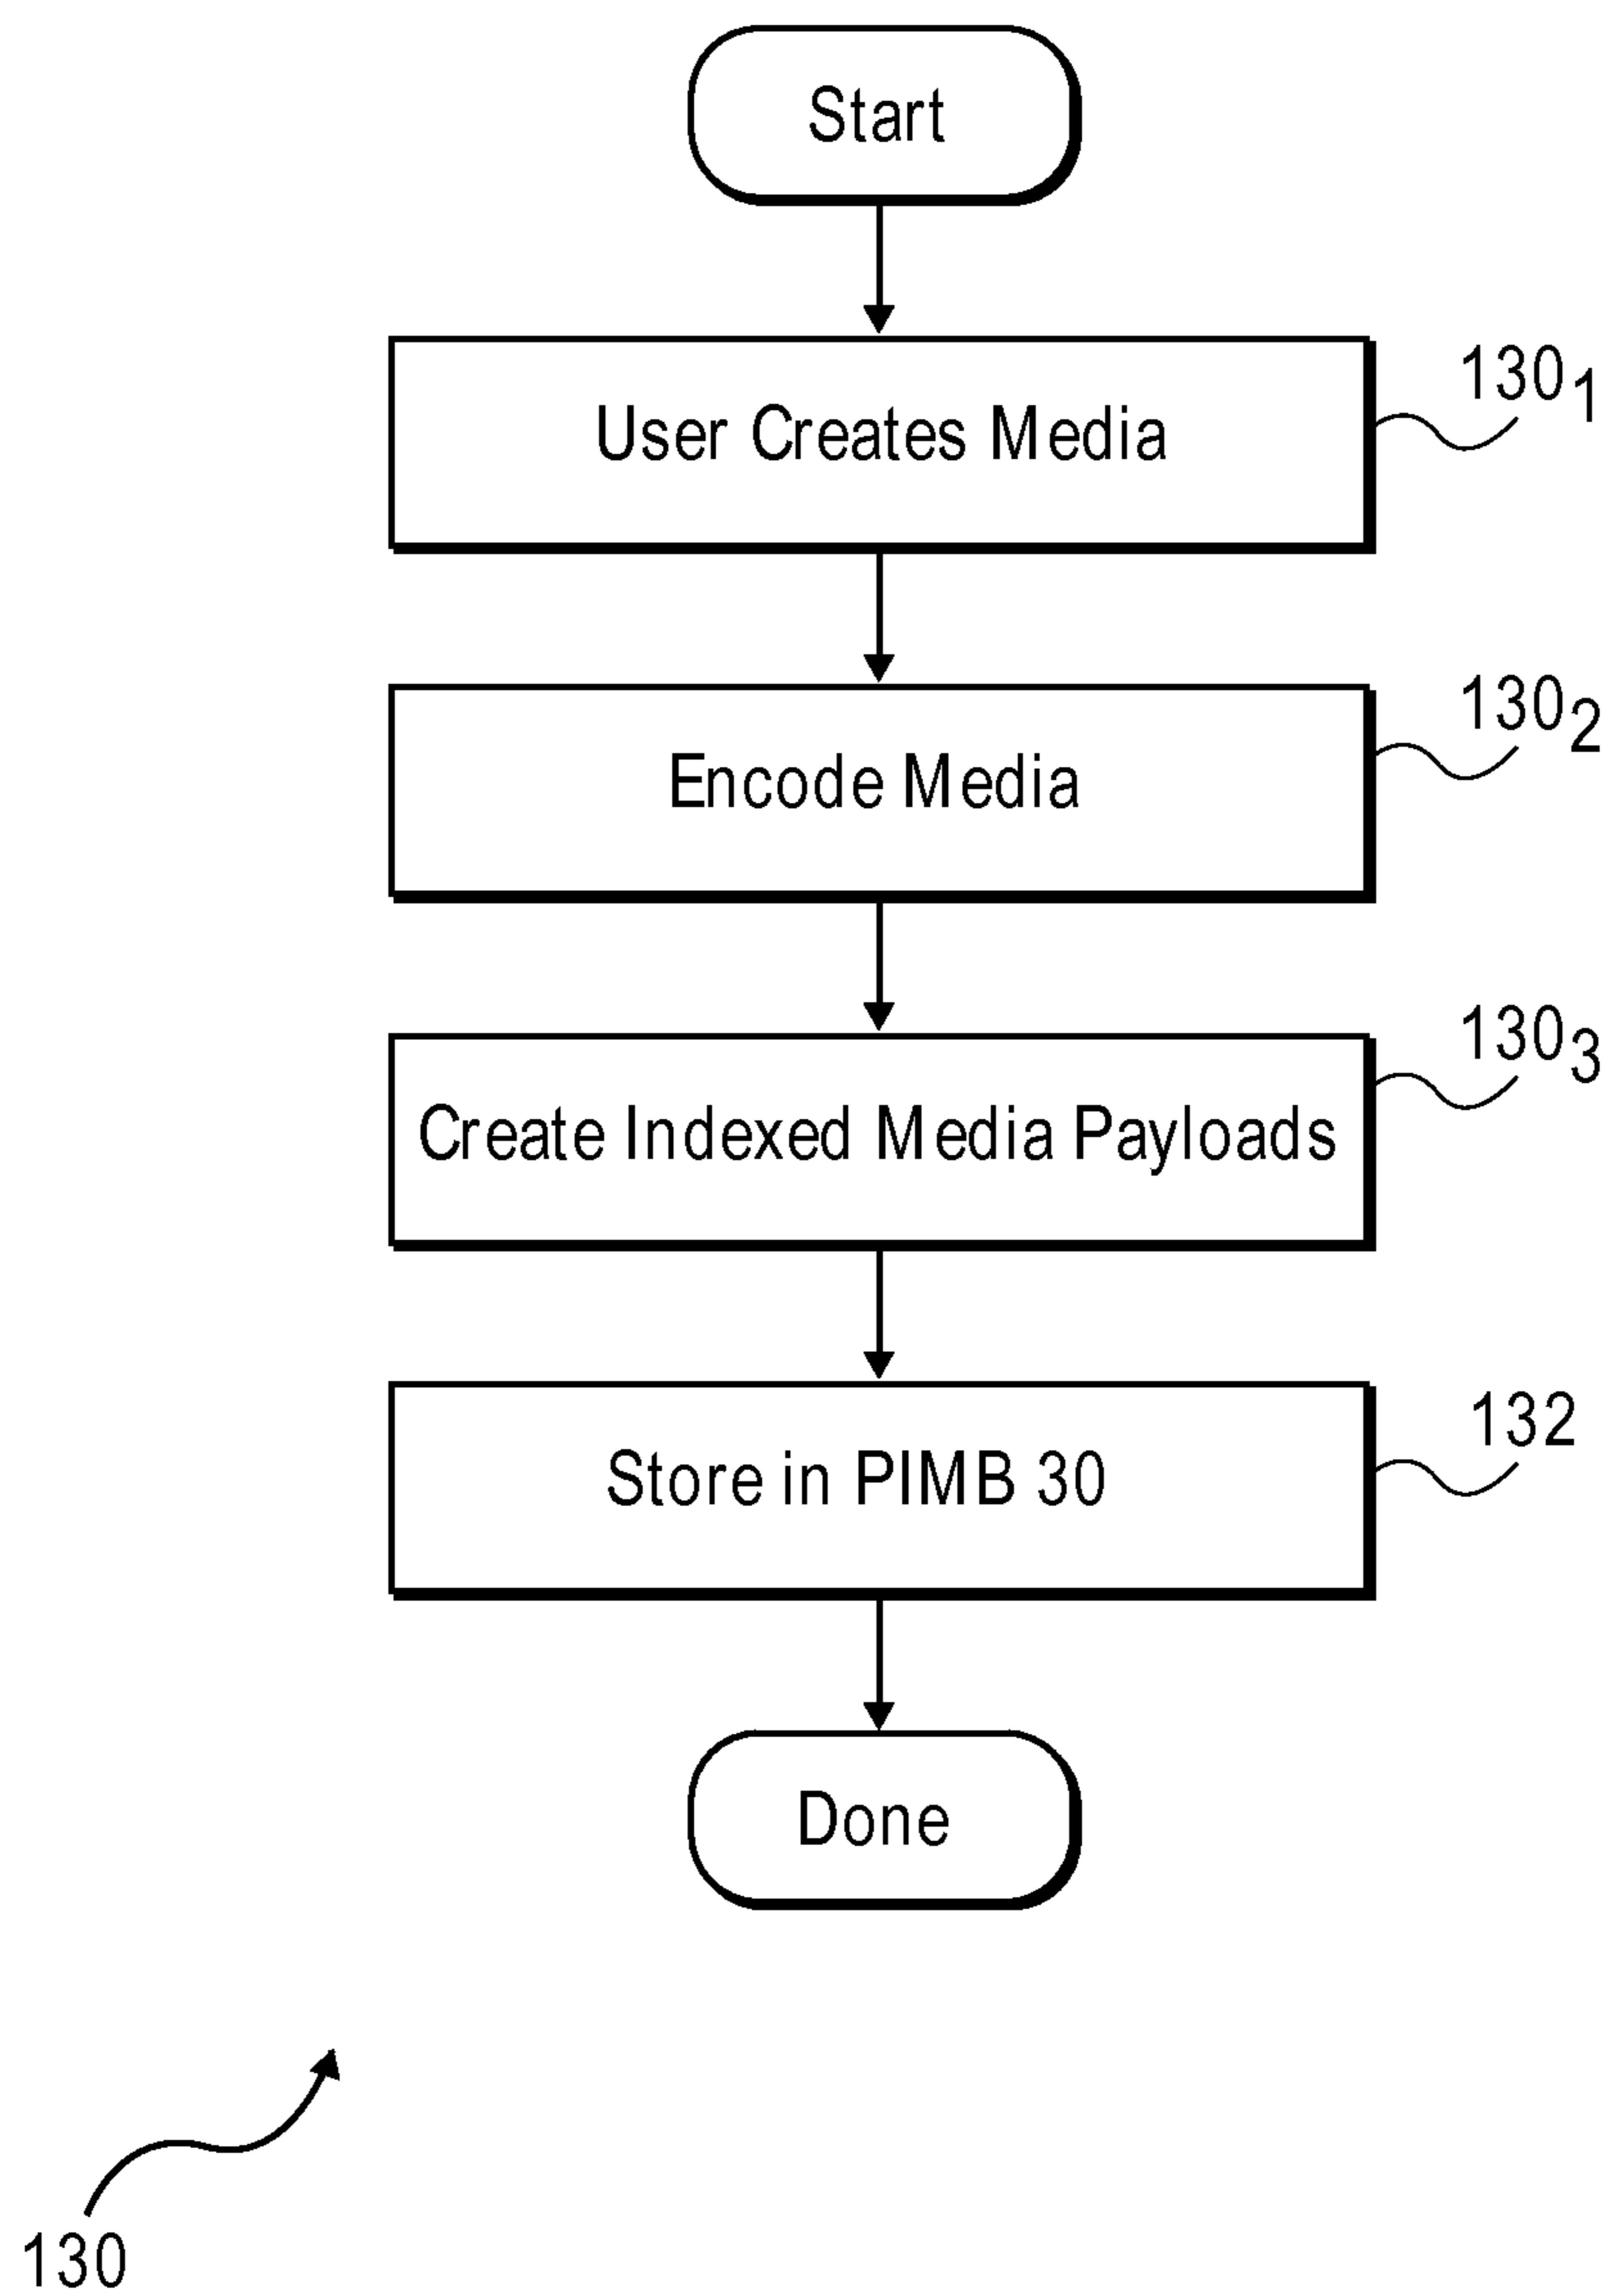 Start
User Creates Media
130₁
Encode Media
130₂
Create Indexed Media Payloads
130₃
Store in PIMB 30
132
Done
130